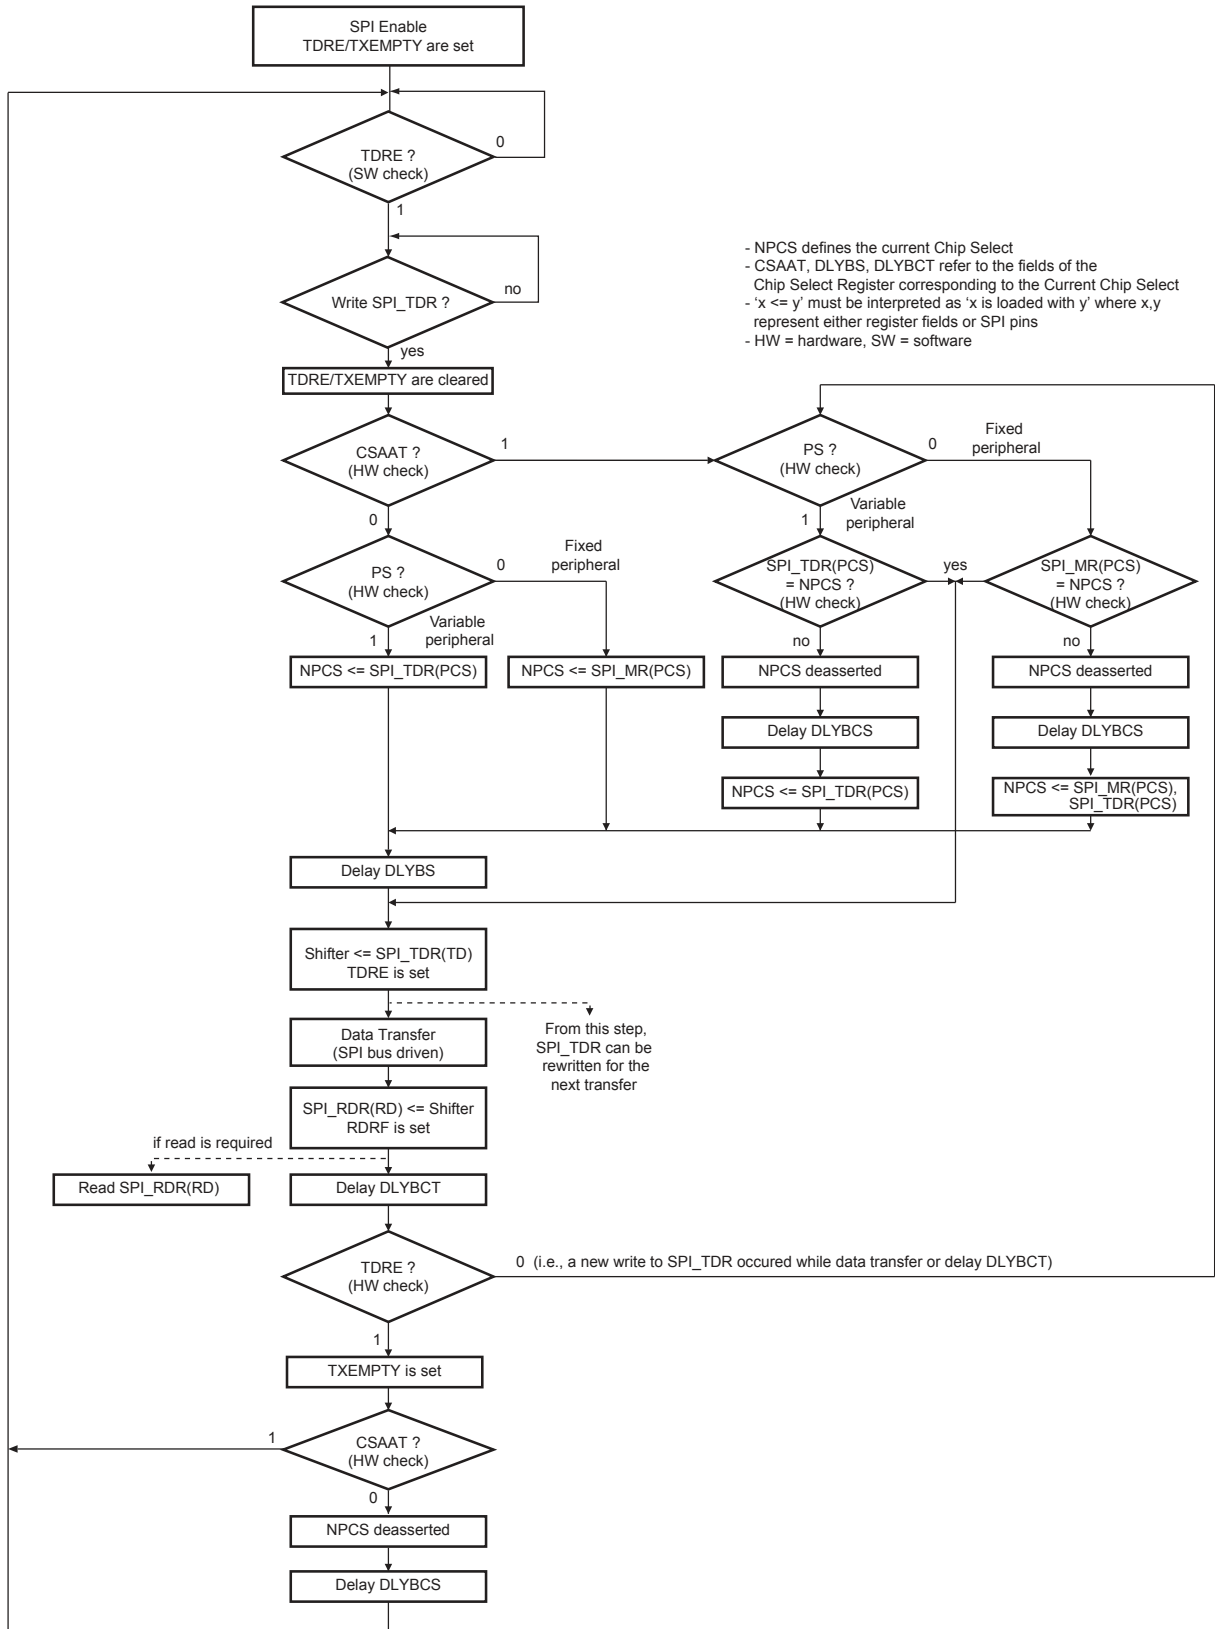 SPI Enable
TDRE/TXEMPTY are set
TDRE ?
(SW check)
0
1
Write SPI_TDR ?
no
yes
- NPCS defines the current Chip Select
- CSAAT, DLYBS, DLYBCT refer to the fields of the
Chip Select Register corresponding to the Current Chip Select
- ‘x <= y’ must be interpreted as ‘x is loaded with y’ where x,y
represent either register fields or SPI pins
- HW = hardware, SW = software
TDRE/TXEMPTY are cleared
CSAAT ?
(HW check)
1
0
PS ?
(HW check)
0
Fixed
peripheral
1
Variable
peripheral
PS ?
(HW check)
0
Fixed
peripheral
1
Variable
peripheral
SPI_TDR(PCS)
= NPCS ?
(HW check)
yes
SPI_MR(PCS)
= NPCS ?
(HW check)
no
no
NPCS <= SPI_TDR(PCS)
NPCS <= SPI_MR(PCS)
NPCS deasserted
NPCS deasserted
Delay DLYBCS
Delay DLYBCS
NPCS <= SPI_TDR(PCS)
NPCS <= SPI_MR(PCS),
SPI_TDR(PCS)
Delay DLYBS
Shifter <= SPI_TDR(TD)
TDRE is set
Data Transfer
(SPI bus driven)
From this step,
SPI_TDR can be
rewritten for the
next transfer
SPI_RDR(RD) <= Shifter
RDRF is set
if read is required
Read SPI_RDR(RD)
Delay DLYBCT
TDRE ?
(HW check)
0 (i.e., a new write to SPI_TDR occured while data transfer or delay DLYBCT)
1
TXEMPTY is set
CSAAT ?
(HW check)
1
0
NPCS deasserted
Delay DLYBCS